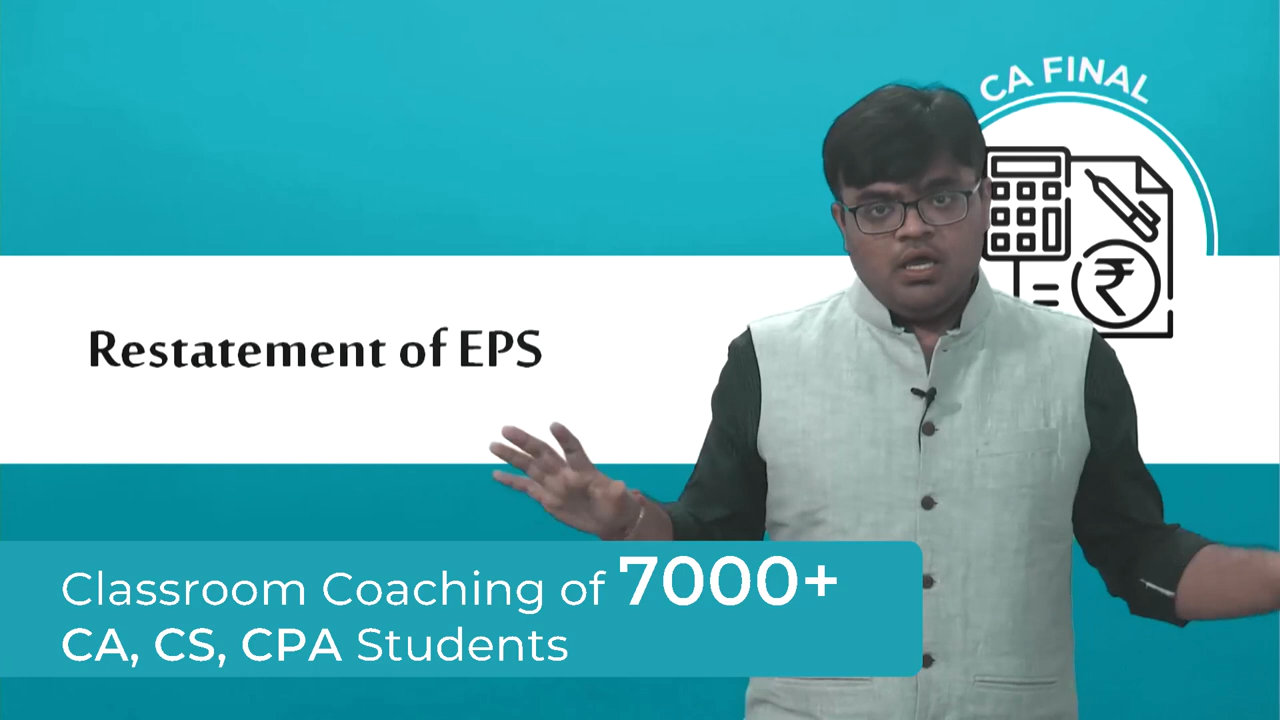 CA FINAL
Restatement of EPS
Classroom Coaching of 7000+
CA, CS, CPA Students